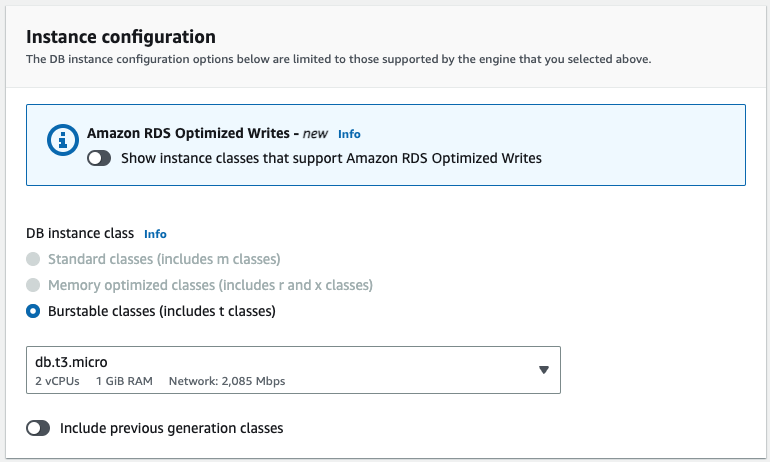 Instance configuration
The DB instance configuration options below are limited to those supported by the engine that you selected above.
Amazon RDS Optimized Writes - new Info
Show instance classes that support Amazon RDS Optimized Writes
DB instance class Info
Standard classes (includes m classes)
Memory optimized classes (includes r and x classes)
Burstable classes (includes t classes)
db.t3.micro
2 vCPUs 1 GiB RAM Network: 2,085 Mbps
Include previous generation classes